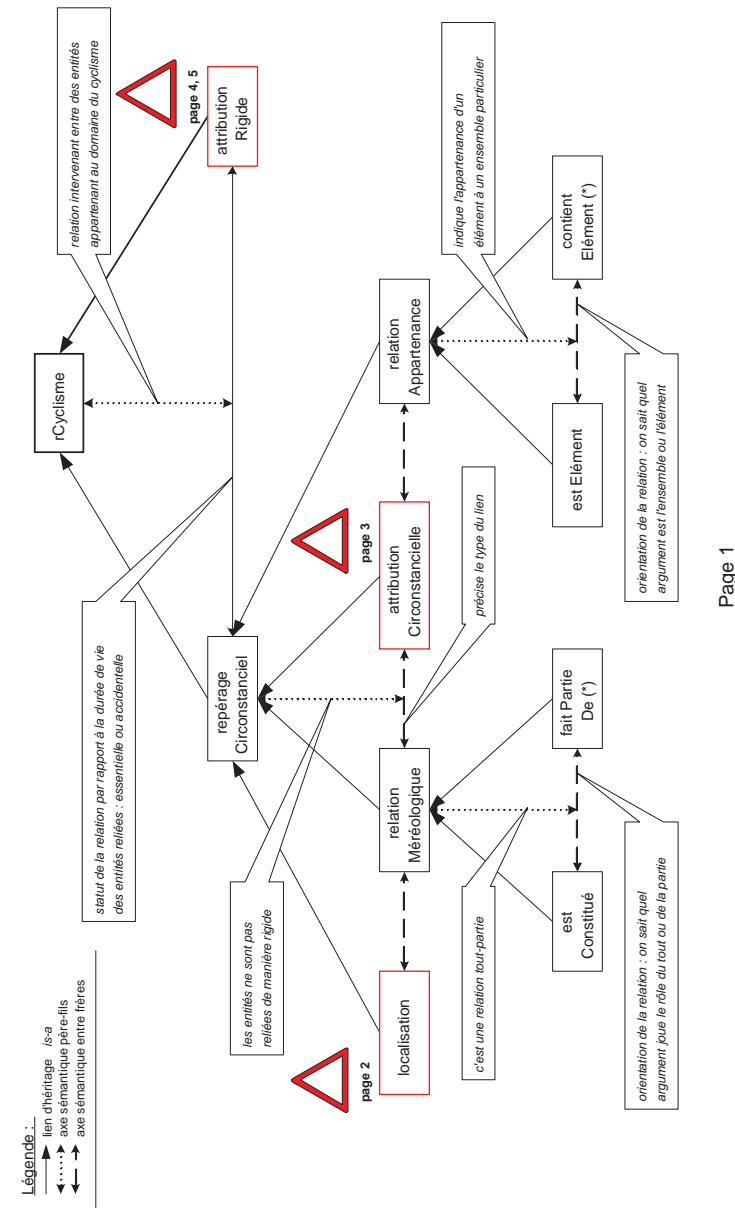 Légende :
lien d'héritage is-a
axe sémantique père-fils
axe sémantique entre frères
rCyclisme
relation intervenant entre des entités
appartenant au domaine du cyclisme
statut de la relation par rapport à la durée de vie
des entités reliées : essentielle ou accidentelle
page 4, 5
attribution
Rigide
repérage
Circonstanciel
les entités ne sont pas
reliées de manière rigide
page 2
localisation
relation
Méréologique
page 3
attribution
Circonstancielle
relation
Appartenance
précise le type du lien
indique l'appartenance d'un
élément à un ensemble particulier
c'est une relation tout-partie
est
Constitué
fait Partie
De (*)
est Elément
contient
Elément (*)
orientation de la relation : on sait quel
argument joue le rôle du tout ou de la partie
orientation de la relation : on sait quel
argument est l'ensemble ou l'élément
Page 1